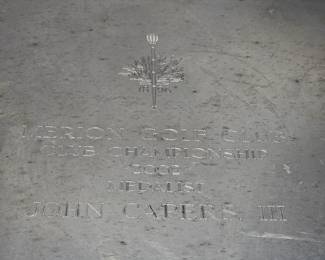 MERION GOLF CLUB
CLUB CHAMPIONSHIP
2002
MEDALIST
JOHN CAPERS III